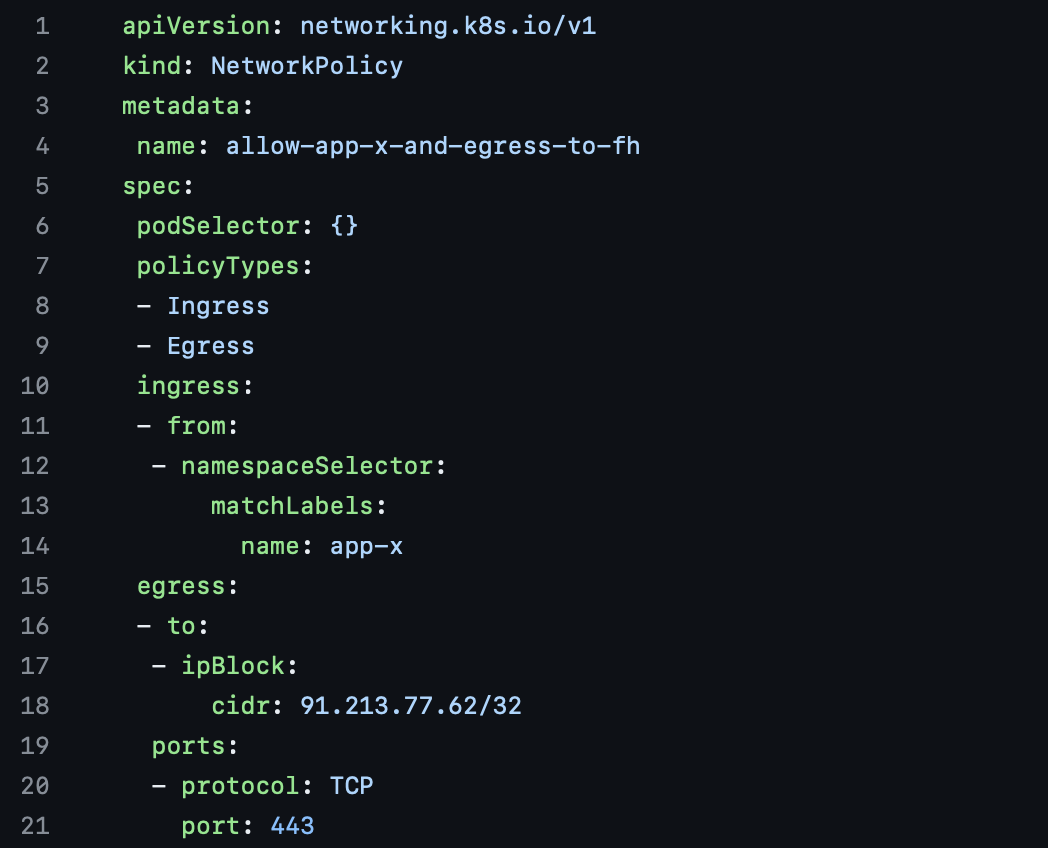 1 apiVersion: networking.k8s.io/v1
2 kind: NetworkPolicy
3 metadata:
4  name: allow-app-x-and-egress-to-fh
5 spec:
6  podSelector: {}
7  policyTypes:
8  - Ingress
9  - Egress
10  ingress:
11  - from:
12   - namespaceSelector:
13       matchLabels:
14         name: app-x
15  egress:
16  - to:
17   - ipBlock:
18       cidr: 91.213.77.62/32
19   ports:
20   - protocol: TCP
21     port: 443